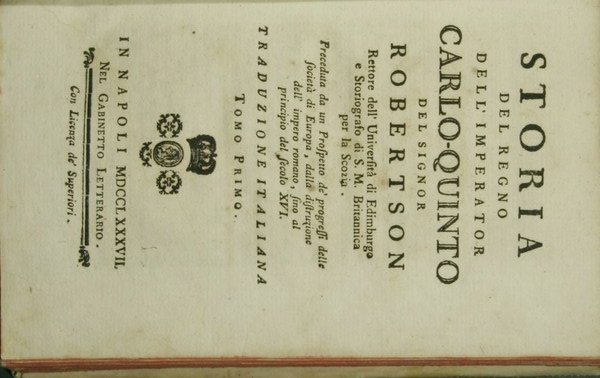 STORIA
DEL REGNO
DELL'IMPERATOR
CARLO-QUINTO
DEL SIGNOR
ROBERTSON
Rettore dell' Università di Edimburgo
e Storiografo di S. M. Britannica
per la Scozia.
Preceduta da un Prospetto de' progressi delle
società di Europa, dalla distruzione
dell' impero romano, sino al
principio del secolo XVI.
TRADUZIONE ITALIANA
TOMO PRIMO.
IN NAPOLI MDCCLXXXVII,
NEL GABINETTO LETTERARIO.
Con Licenza de' Superiori.